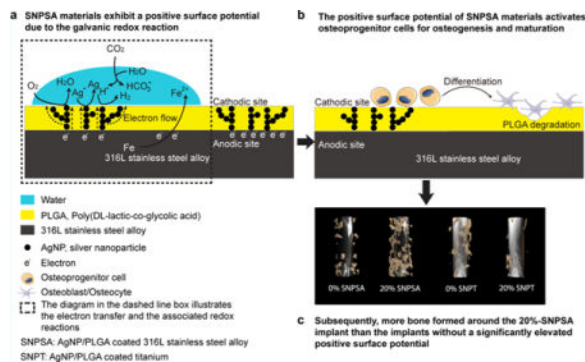 a SNPSA materials exhibit a positive surface potential
due to the galvanic redox reaction
CO2
H2O
O2
H2O
Ag+
Ag
H+
HCO3-
H2
Fe2+
Electron flow
Cathodic site
e- e- e- e- e- e- e-
Fe
Anodic site
316L stainless steel alloy
Water
PLGA, Poly(DL-lactic-co-glycolic acid)
316L stainless steel alloy
AgNP, silver nanoparticle
e- Electron
Osteoprogenitor cell
Osteoblast/Osteocyte
The diagram in the dashed line box illustrates
the electron transfer and the associated redox
reactions
SNPSA: AgNP/PLGA coated 316L stainless steel alloy
SNPT: AgNP/PLGA coated titanium
b The positive surface potential of SNPSA materials activates
osteoprogenitor cells for osteogenesis and maturation
Differentiation
Cathodic site
PLGA degradation
Anodic site
316L stainless steel alloy
0% SNPSA 20% SNPSA 0% SNPT 20% SNPT
c Subsequently, more bone formed around the 20%-SNPSA
implant than the implants without a significantly elevated
positive surface potential